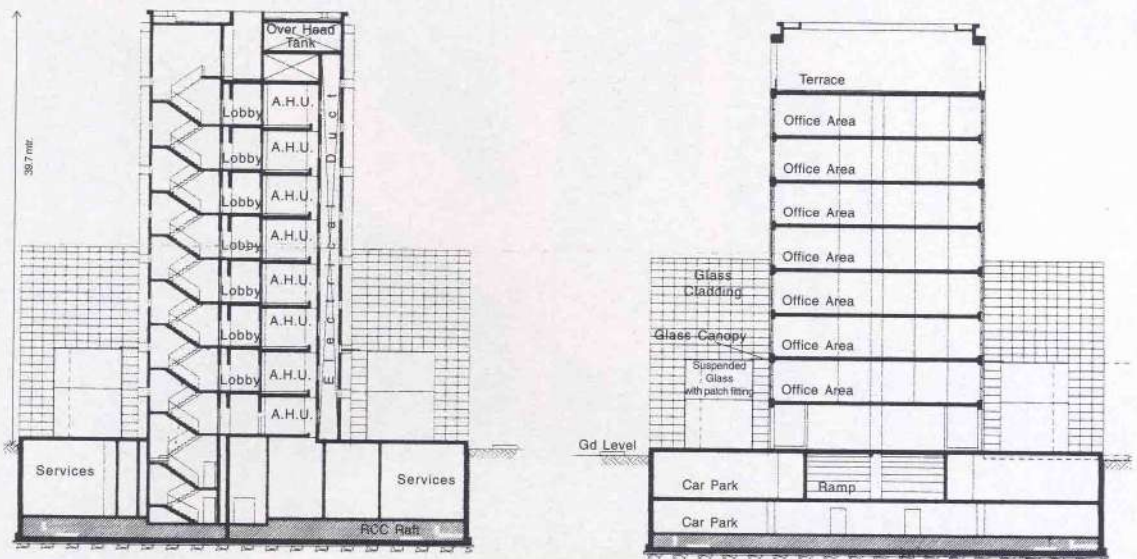 39.7 mtr.
Over Head
Tank
Lobby A.H.U.
Lobby A.H.U.
Lobby A.H.U.
Lobby A.H.U.
Lobby A.H.U.
Lobby A.H.U.
Lobby A.H.U.
A.H.U.
Electrical Duct
Services
Services
RCC Raft
Terrace
Office Area
Office Area
Office Area
Office Area
Office Area
Office Area
Office Area
Glass
Cladding
Glass Canopy
Suspended
Glass
with patch fitting
Gd Level
Car Park
Ramp
Car Park